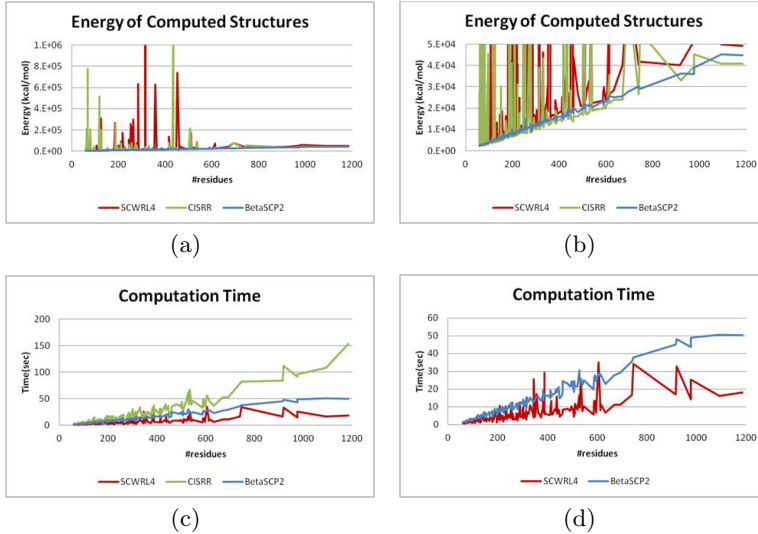 Energy of Computed Structures
1.E+06
8.E+05
6.E+05
4.E+05
2.E+05
0.E+00
Energy (kcal/mol)
0 200 400 600 800 1000 1200
#residues
SCWRL4 CISRR BetaSCP2
(a)
Energy of Computed Structures
5.E+04
4.E+04
3.E+04
2.E+04
1.E+04
0.E+00
Energy (kcal/mol)
0 200 400 600 800 1000 1200
#residues
SCWRL4 CISRR BetaSCP2
(b)
Computation Time
200
150
100
50
0
Time(sec)
0 200 400 600 800 1000 1200
#residues
SCWRL4 CISRR BetaSCP2
(c)
Computation Time
60
50
40
30
20
10
0
Time(sec)
0 200 400 600 800 1000 1200
#residues
SCWRL4 BetaSCP2
(d)